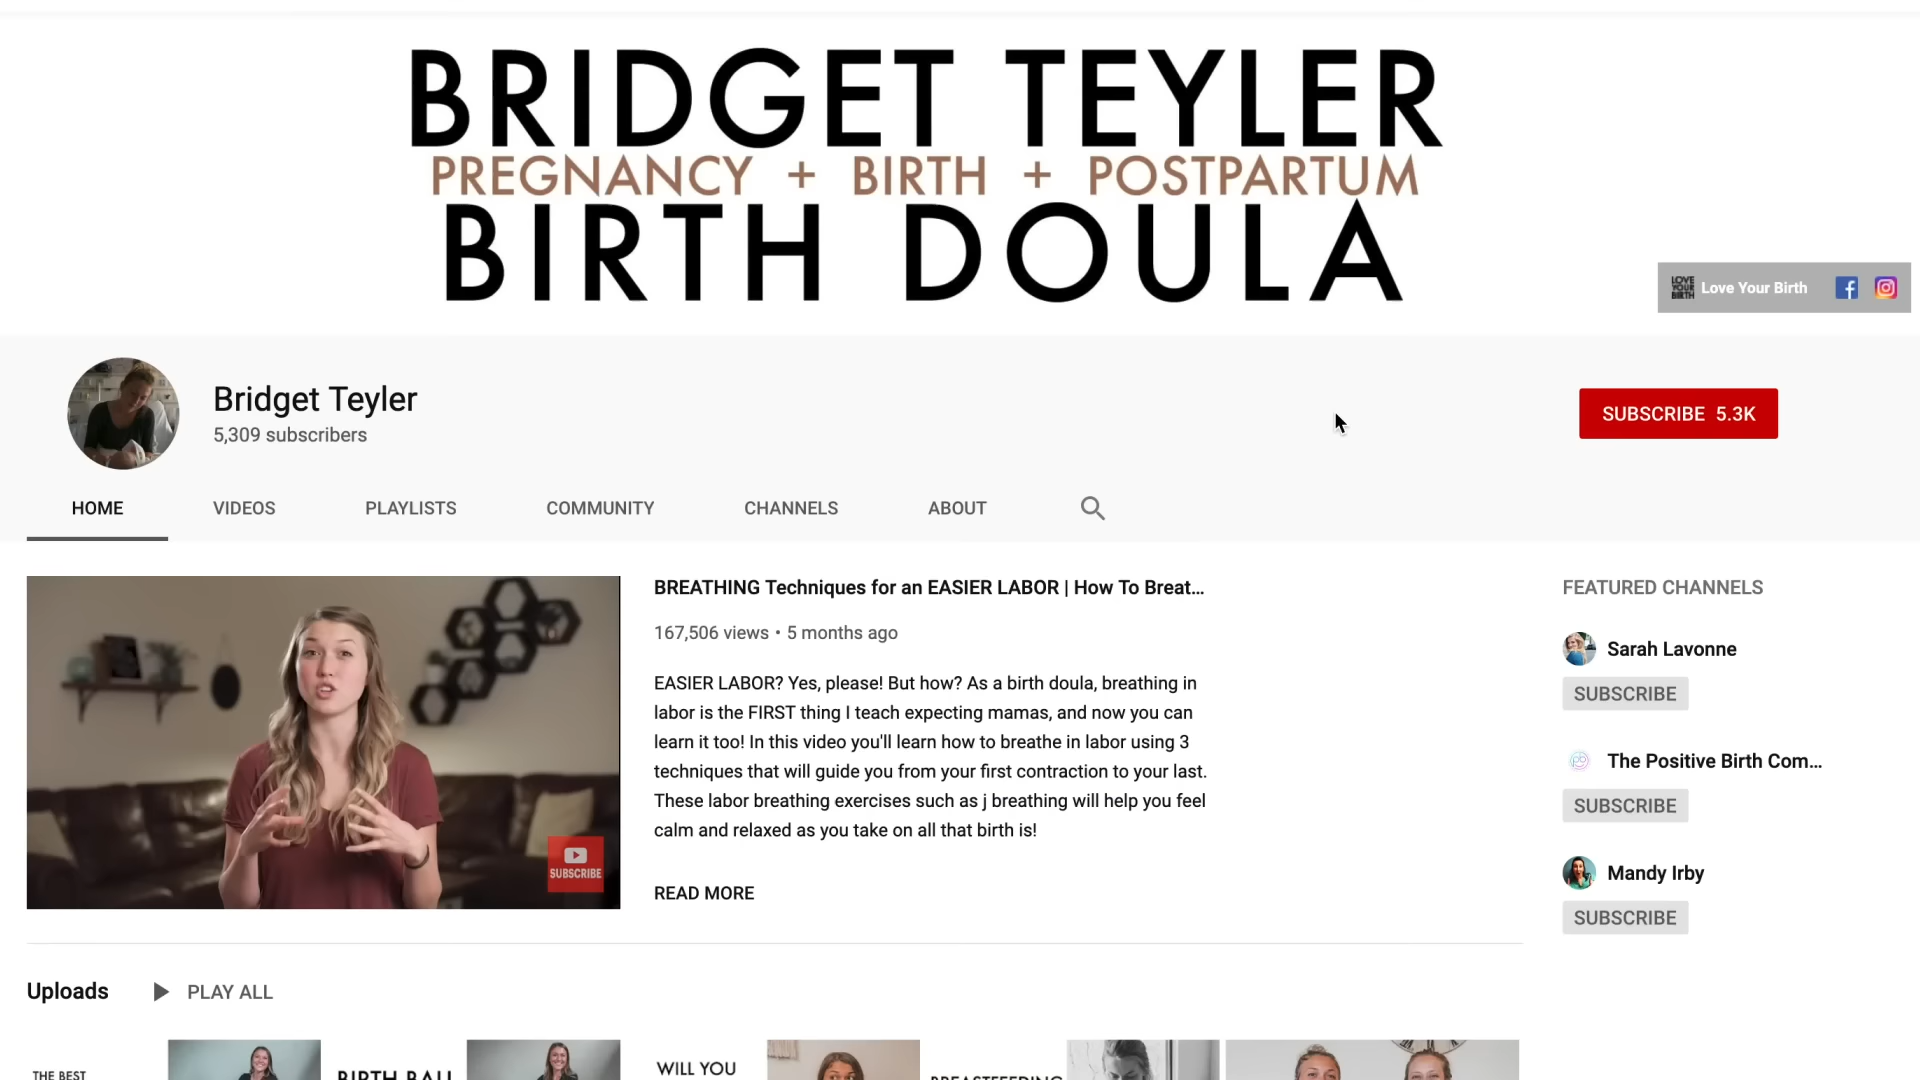 BRIDGET TEYLER
PREGNANCY + BIRTH + POSTPARTUM
BIRTH DOULA
LOVE
YOUR
BIRTH
Love Your Birth
Bridget Teyler
5,309 subscribers
SUBSCRIBE 5.3K
HOME
VIDEOS
PLAYLISTS
COMMUNITY
CHANNELS
ABOUT
SUBSCRIBE
BREATHING Techniques for an EASIER LABOR | How To Breat...
167,506 views • 5 months ago
EASIER LABOR? Yes, please! But how? As a birth doula, breathing in
labor is the FIRST thing I teach expecting mamas, and now you can
learn it too! In this video you'll learn how to breathe in labor using 3
techniques that will guide you from your first contraction to your last.
These labor breathing exercises such as j breathing will help you feel
calm and relaxed as you take on all that birth is!
READ MORE
FEATURED CHANNELS
Sarah Lavonne
SUBSCRIBE
The Positive Birth Com...
SUBSCRIBE
Mandy Irby
SUBSCRIBE
Uploads
PLAY ALL
THE BEST
BIRTH BALL
WILL YOU
BREASTFEEDING